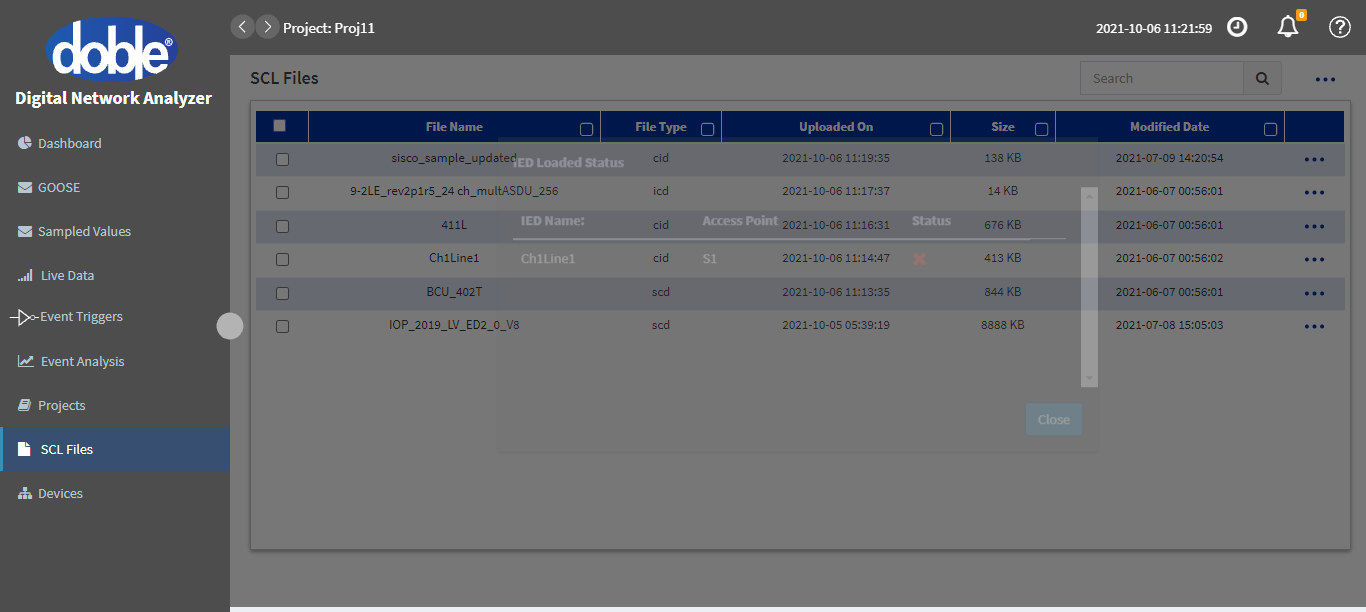 doble®
Digital Network Analyzer
Dashboard
GOOSE
Sampled Values
Live Data
Event Triggers
Event Analysis
Projects
SCL Files
Devices
Project: Proj11
2021-10-06 11:21:59
0
SCL Files
Search
File Name File Type Uploaded On Size Modified Date
sisco_sample_updated cid 2021-10-06 11:19:35 138 KB 2021-07-09 14:20:54
9-2LE_rev2p1r5_24 ch_multASDU_256 icd 2021-10-06 11:17:37 14 KB 2021-06-07 00:56:01
411L cid 2021-10-06 11:16:31 676 KB 2021-06-07 00:56:01
Ch1Line1 cid 2021-10-06 11:14:47 413 KB 2021-06-07 00:56:02
BCU_402T scd 2021-10-06 11:13:35 844 KB 2021-06-07 00:56:01
IOP_2019_LV_ED2_0_V8 scd 2021-10-05 05:39:19 8888 KB 2021-07-08 15:05:03
IED Loaded Status
IED Name: Access Point Status
Ch1Line1 S1
Close